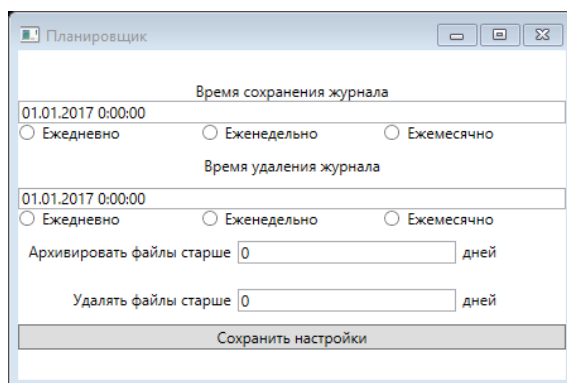 Планировщик
Время сохранения журнала
01.01.2017 0:00:00
Ежедневно Еженедельно Ежемесячно
Время удаления журнала
01.01.2017 0:00:00
Ежедневно Еженедельно Ежемесячно
Архивировать файлы старше 0 дней
Удалять файлы старше 0 дней
Сохранить настройки